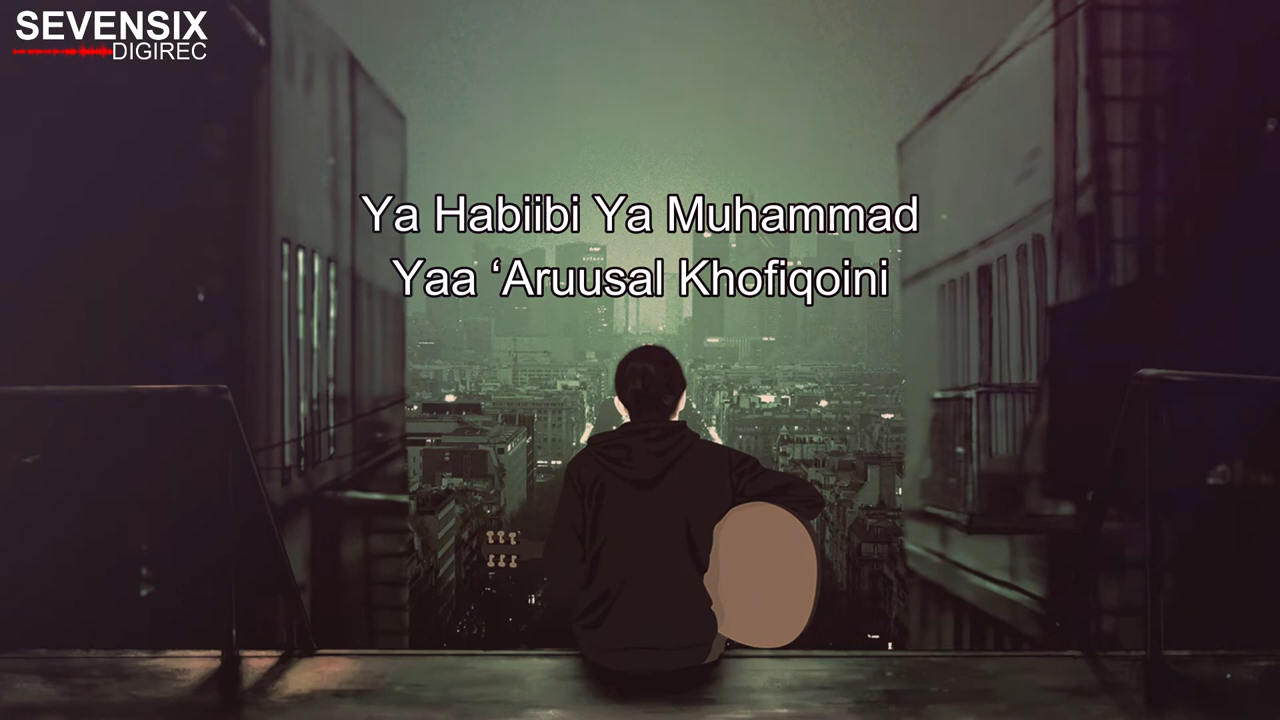 SEVENSIX
DIGIREC
Ya Habiibi Ya Muhammad
Yaa ‘Aruusal Khofiqoini